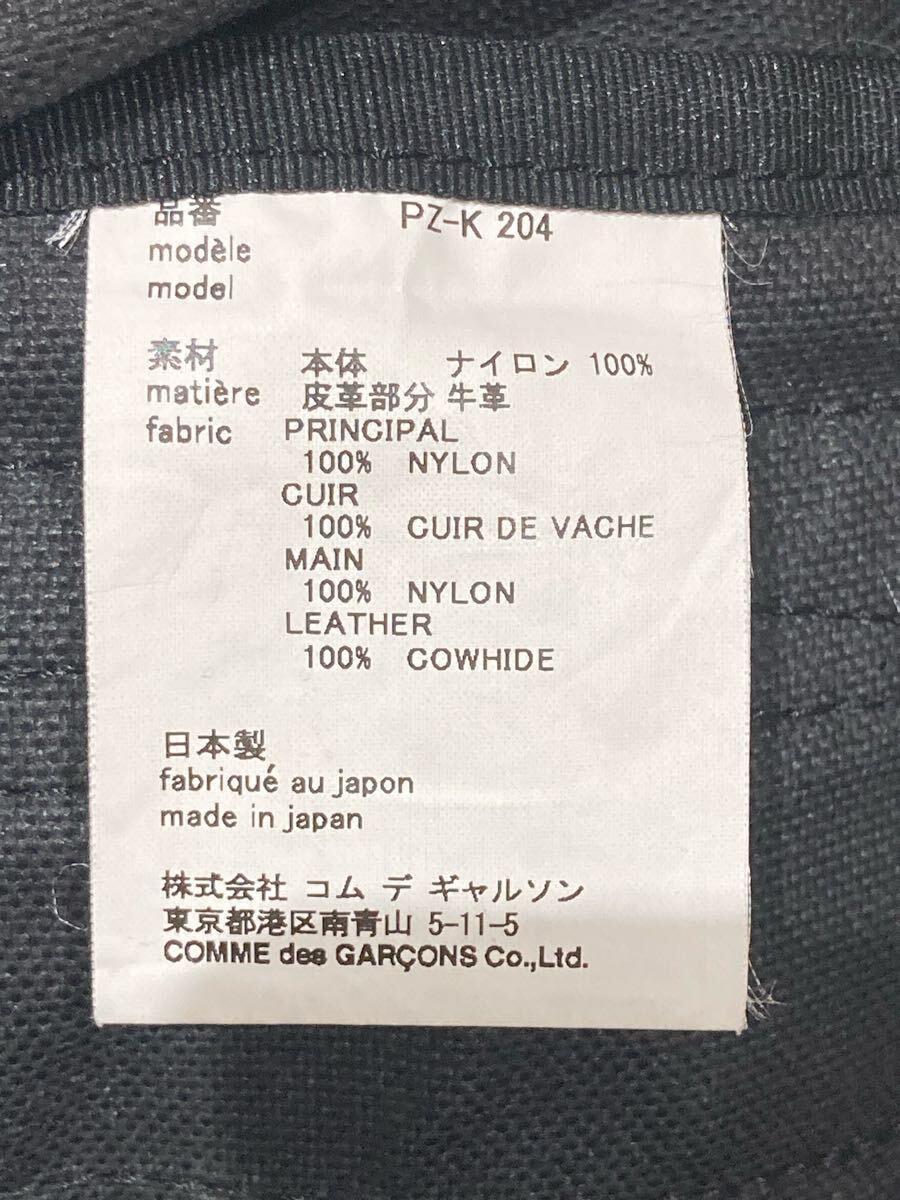 品番 PZ-K 204
modèle
model
素材 本体 ナイロン 100%
matière 皮革部分 牛革
fabric PRINCIPAL
100% NYLON
CUIR
100% CUIR DE VACHE
MAIN
100% NYLON
LEATHER
100% COWHIDE
日本製
fabriqué au japon
made in japan
株式会社 コム デ ギャルソン
東京都港区南青山 5-11-5
COMME des GARÇONS Co.,Ltd.